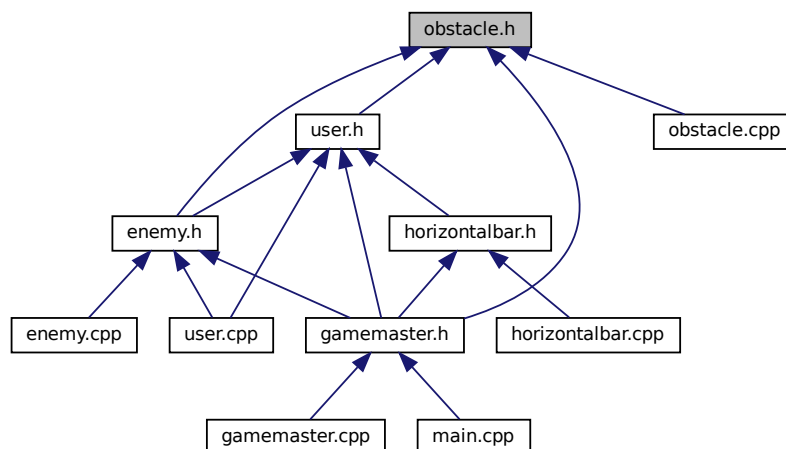 obstacle.h
user.h
obstacle.cpp
enemy.h
horizontalbar.h
enemy.cpp
user.cpp
gamemaster.h
horizontalbar.cpp
gamemaster.cpp
main.cpp